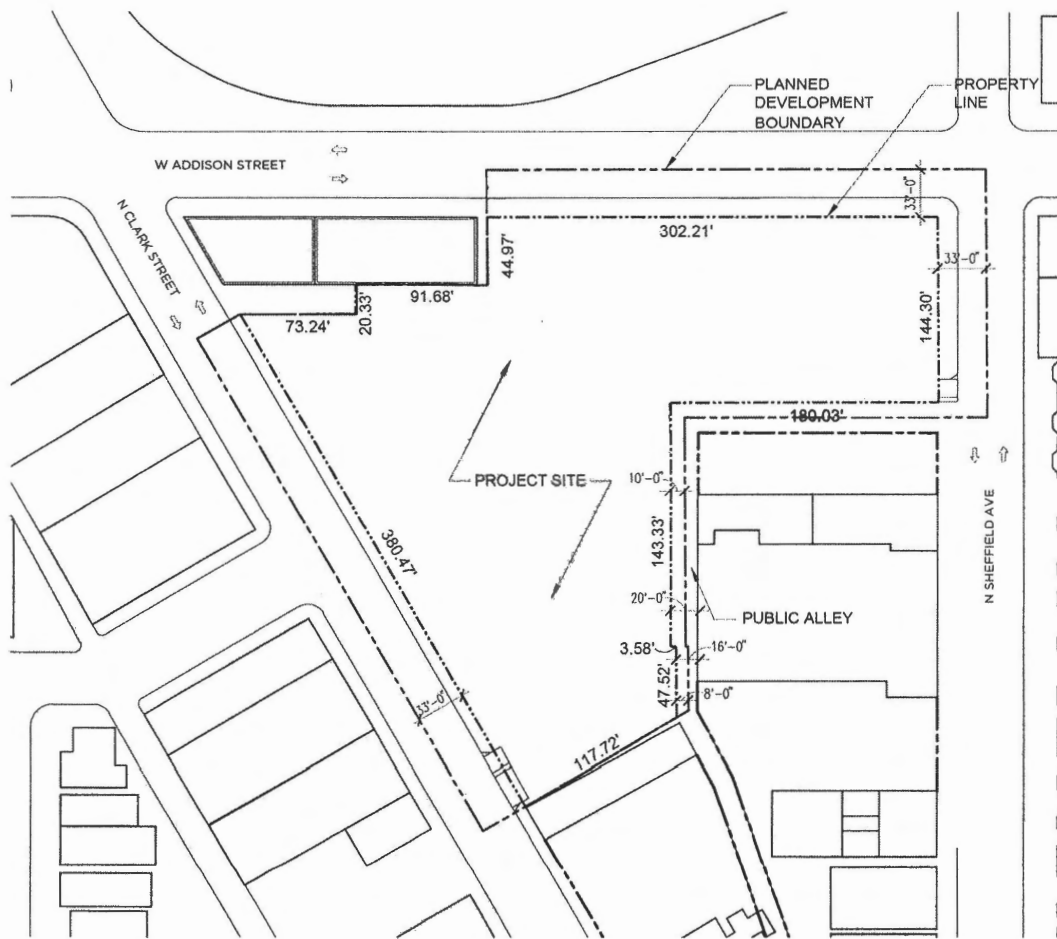 )
PLANNED
DEVELOPMENT
BOUNDARY
PROPERTY
LINE
W ADDISON STREET
33'-0"
N CLARK STREET
302.21'
44.97'
33'-0"
91.68'
20.33'
73.24'
144.30'
180.03'
PROJECT SITE
10'-0"
143.33'
380.47'
N SHEFFIELD AVE
20'-0"
PUBLIC ALLEY
3.58'
16'-0"
47.52'
8'-0"
33'-0"
117.72'